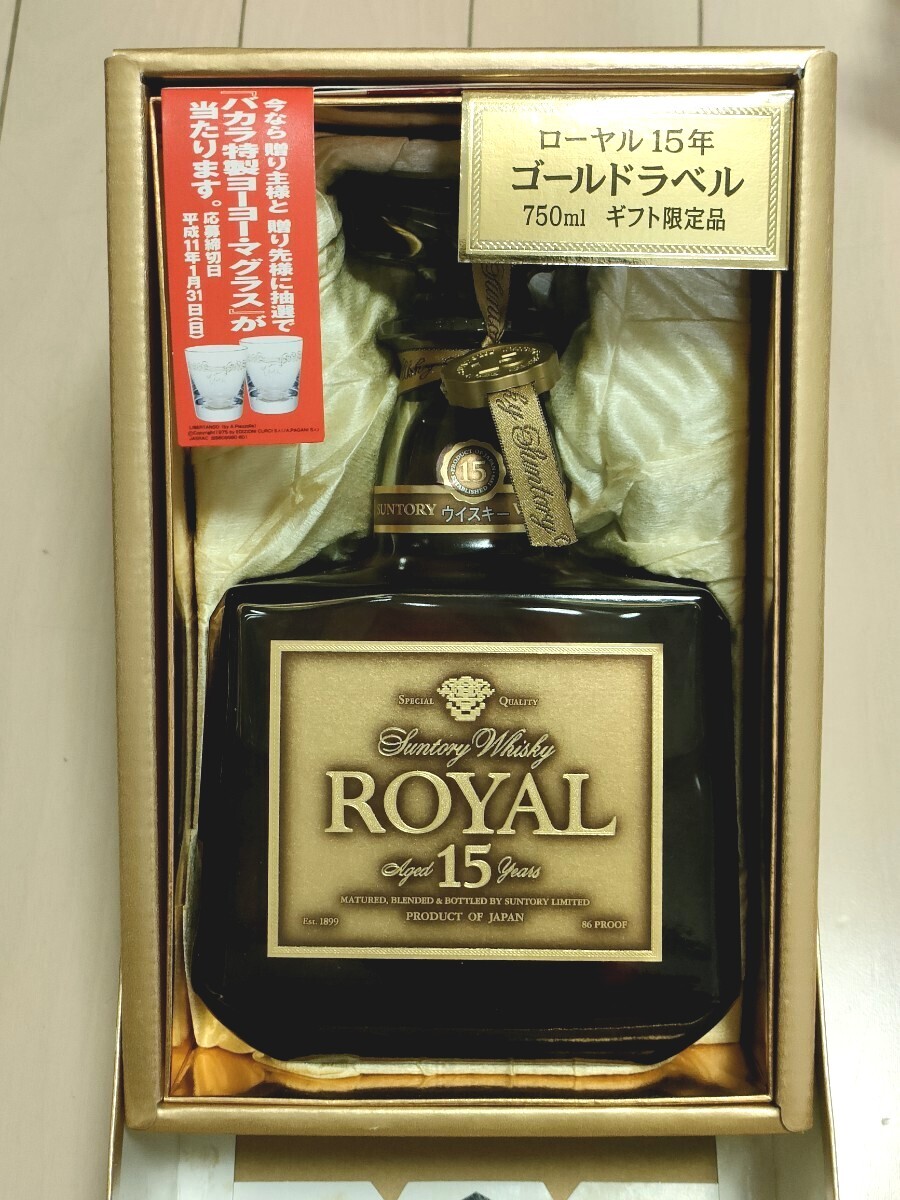 今なら 贈り主様と 贈り先様に抽選で
『バカラ特製ヨーヨー・マグラス』が
当たります。
応募締切日
平成11年1月31日(日)
ローヤル 15年
ゴールドラベル
750ml ギフト限定品
15
SUNTORY ウイスキー
Suntory
SPECIAL QUALITY
Suntory Whisky
ROYAL
Aged 15 Years
MATURED, BLENDED & BOTTLED BY SUNTORY LIMITED
PRODUCT OF JAPAN
Est. 1899
86 PROOF